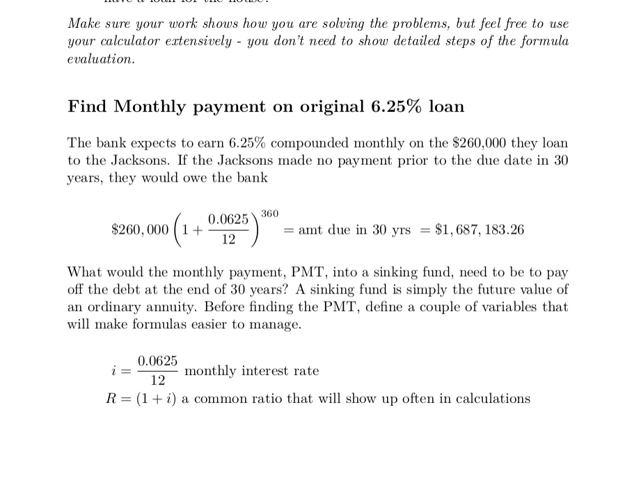 Make sure your work shows how you are solving the problems, but feel free to use
your calculator extensively - you don't need to show detailed steps of the formula
evaluation.
Find Monthly payment on original 6.25% loan
The bank expects to earn 6.25% compounded monthly on the $260,000 they loan
to the Jacksons. If the Jacksons made no payment prior to the due date in 30
years, they would owe the bank
$260,000 (1 + 0.0625/12)^360 = amt due in 30 yrs = $1,687,183.26
What would the monthly payment, PMT, into a sinking fund, need to be to pay
off the debt at the end of 30 years? A sinking fund is simply the future value of
an ordinary annuity. Before finding the PMT, define a couple of variables that
will make formulas easier to manage.
i = 0.0625/12 monthly interest rate
R = (1 + i) a common ratio that will show up often in calculations